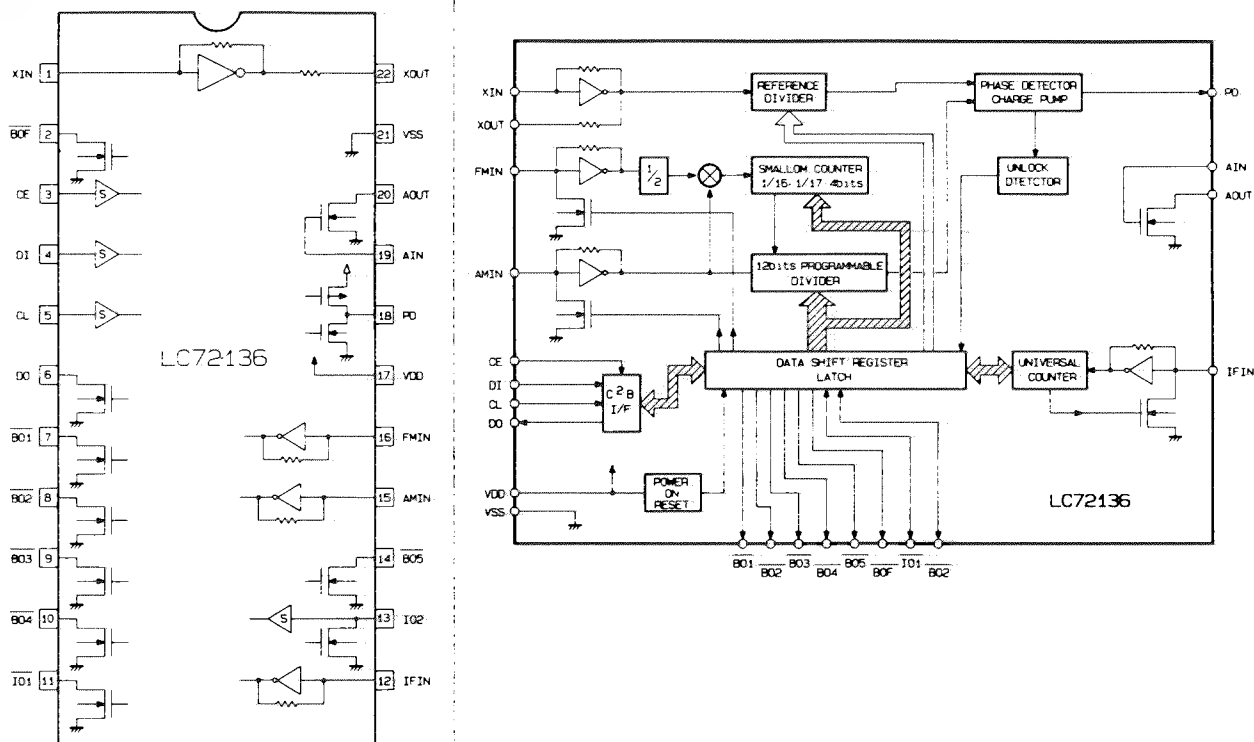 XIN 1 22 XOUT
BOF 2 21 VSS
CE 3 S 20 AOUT
19 AIN
DI 4 S
CL 5 S 18 PD
LC72136
17 VDD
DO 6
BO1 7 16 FMIN
BO2 8 15 AMIN
BO3 9 14 BO5
BO4 10 S 13 IO2
IO1 11 12 IFIN
XIN
XOUT
REFERENCE
DIVIDER
PHASE DETECTOR
CHARGE PUMP
PD
FMIN
1/2
SMALLOM COUNTER
1/16·1/17·4bits
UNLOCK
DTETCTOR
AIN
AOUT
AMIN
12bits PROGRAMMABLE
DIVIDER
CE
DI
CL
DO
C2B
I/F
DATA SHIFT REGISTER
LATCH
UNIVERSAL
COUNTER
IFIN
VDD
VSS
POWER
ON
RESET
LC72136
BO1 BO2 BO3 BO4 BO5 BOF IO1 BO2